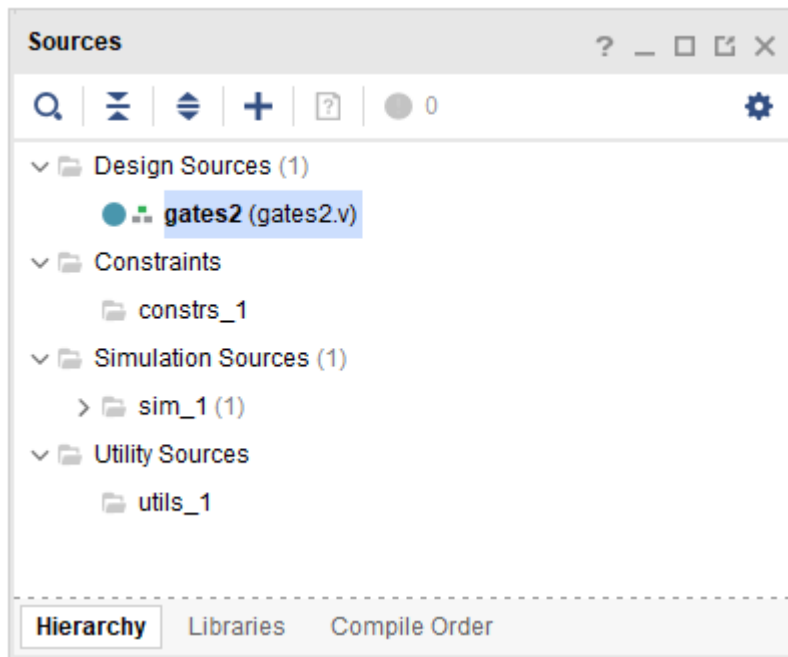 Sources
0
Design Sources (1)
gates2 (gates2.v)
Constraints
constrs_1
Simulation Sources (1)
sim_1 (1)
Utility Sources
utils_1
Hierarchy Libraries Compile Order